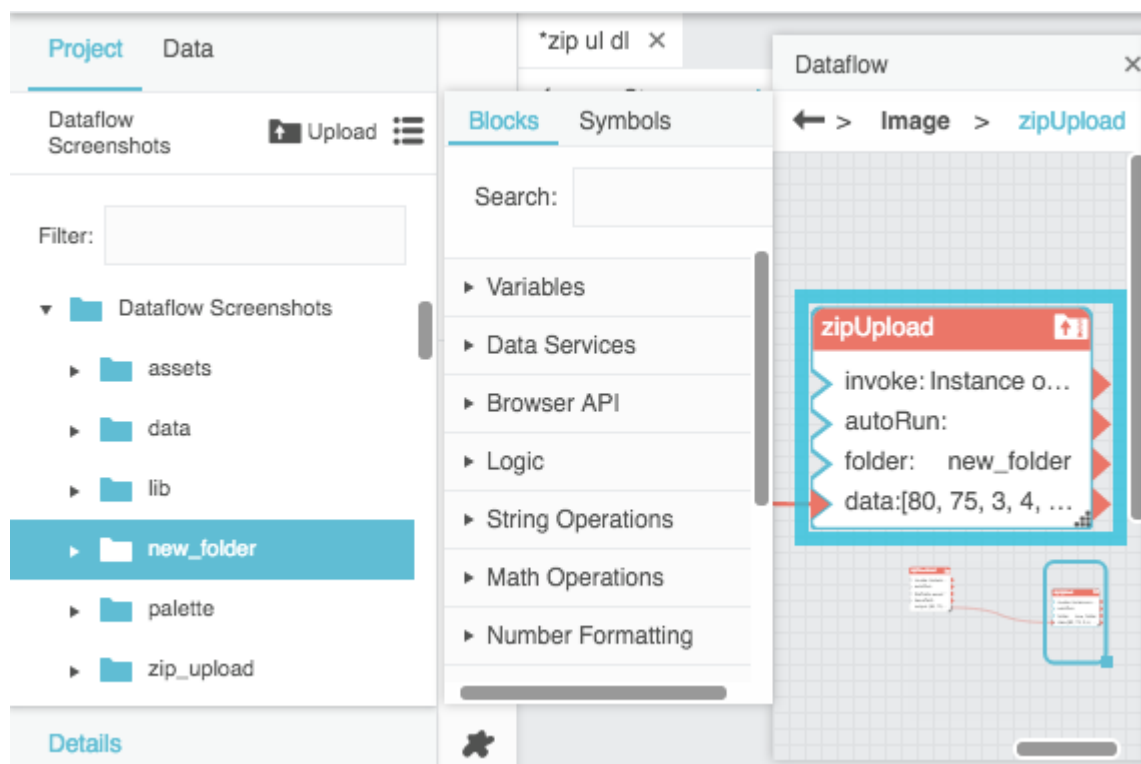 Project Data
Dataflow
Screenshots
Upload
Filter:
Dataflow Screenshots
assets
data
lib
new_folder
palette
zip_upload
Details
*zip ul dl ×
Blocks Symbols
Search:
Variables
Data Services
Browser API
Logic
String Operations
Math Operations
Number Formatting
Dataflow ×
> Image > zipUpload
zipUpload
invoke: Instance o...
autoRun:
folder: new_folder
data:[80, 75, 3, 4, ...